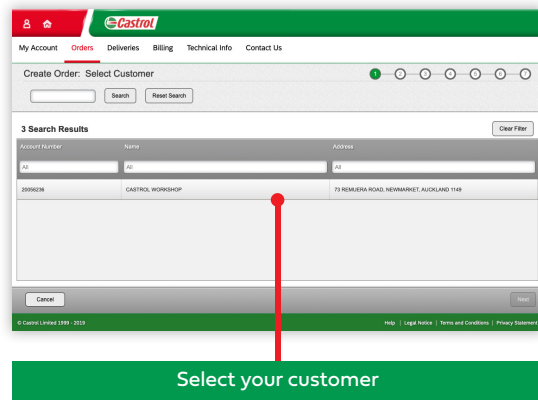 Castrol
My Account Orders Deliveries Billing Technical Info Contact Us
Create Order: Select Customer
1 2 3 4 5 6 7
Search Reset Search
3 Search Results Clear Filter
Account Number Name Address
All All All
20056236 CASTROL WORKSHOP 73 REMUERA ROAD, NEWMARKET, AUCKLAND 1149
Cancel Next
© Castrol Limited 1999 - 2019 Help | Legal Notice | Terms and Conditions | Privacy Statement
Select your customer